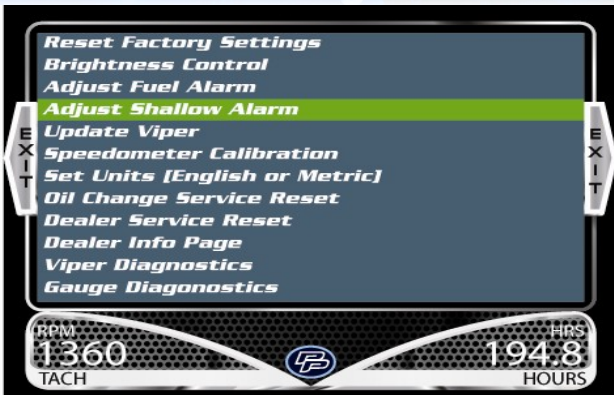 Reset Factory Settings
Brightness Control
Adjust Fuel Alarm
Adjust Shallow Alarm
Update Viper
Speedometer Calibration
Set Units [English or Metric]
Oil Change Service Reset
Dealer Service Reset
Dealer Info Page
Viper Diagnostics
Gauge Diagonostics
EXIT
EXIT
RPM
1360
TACH
HRS
194.8
HOURS